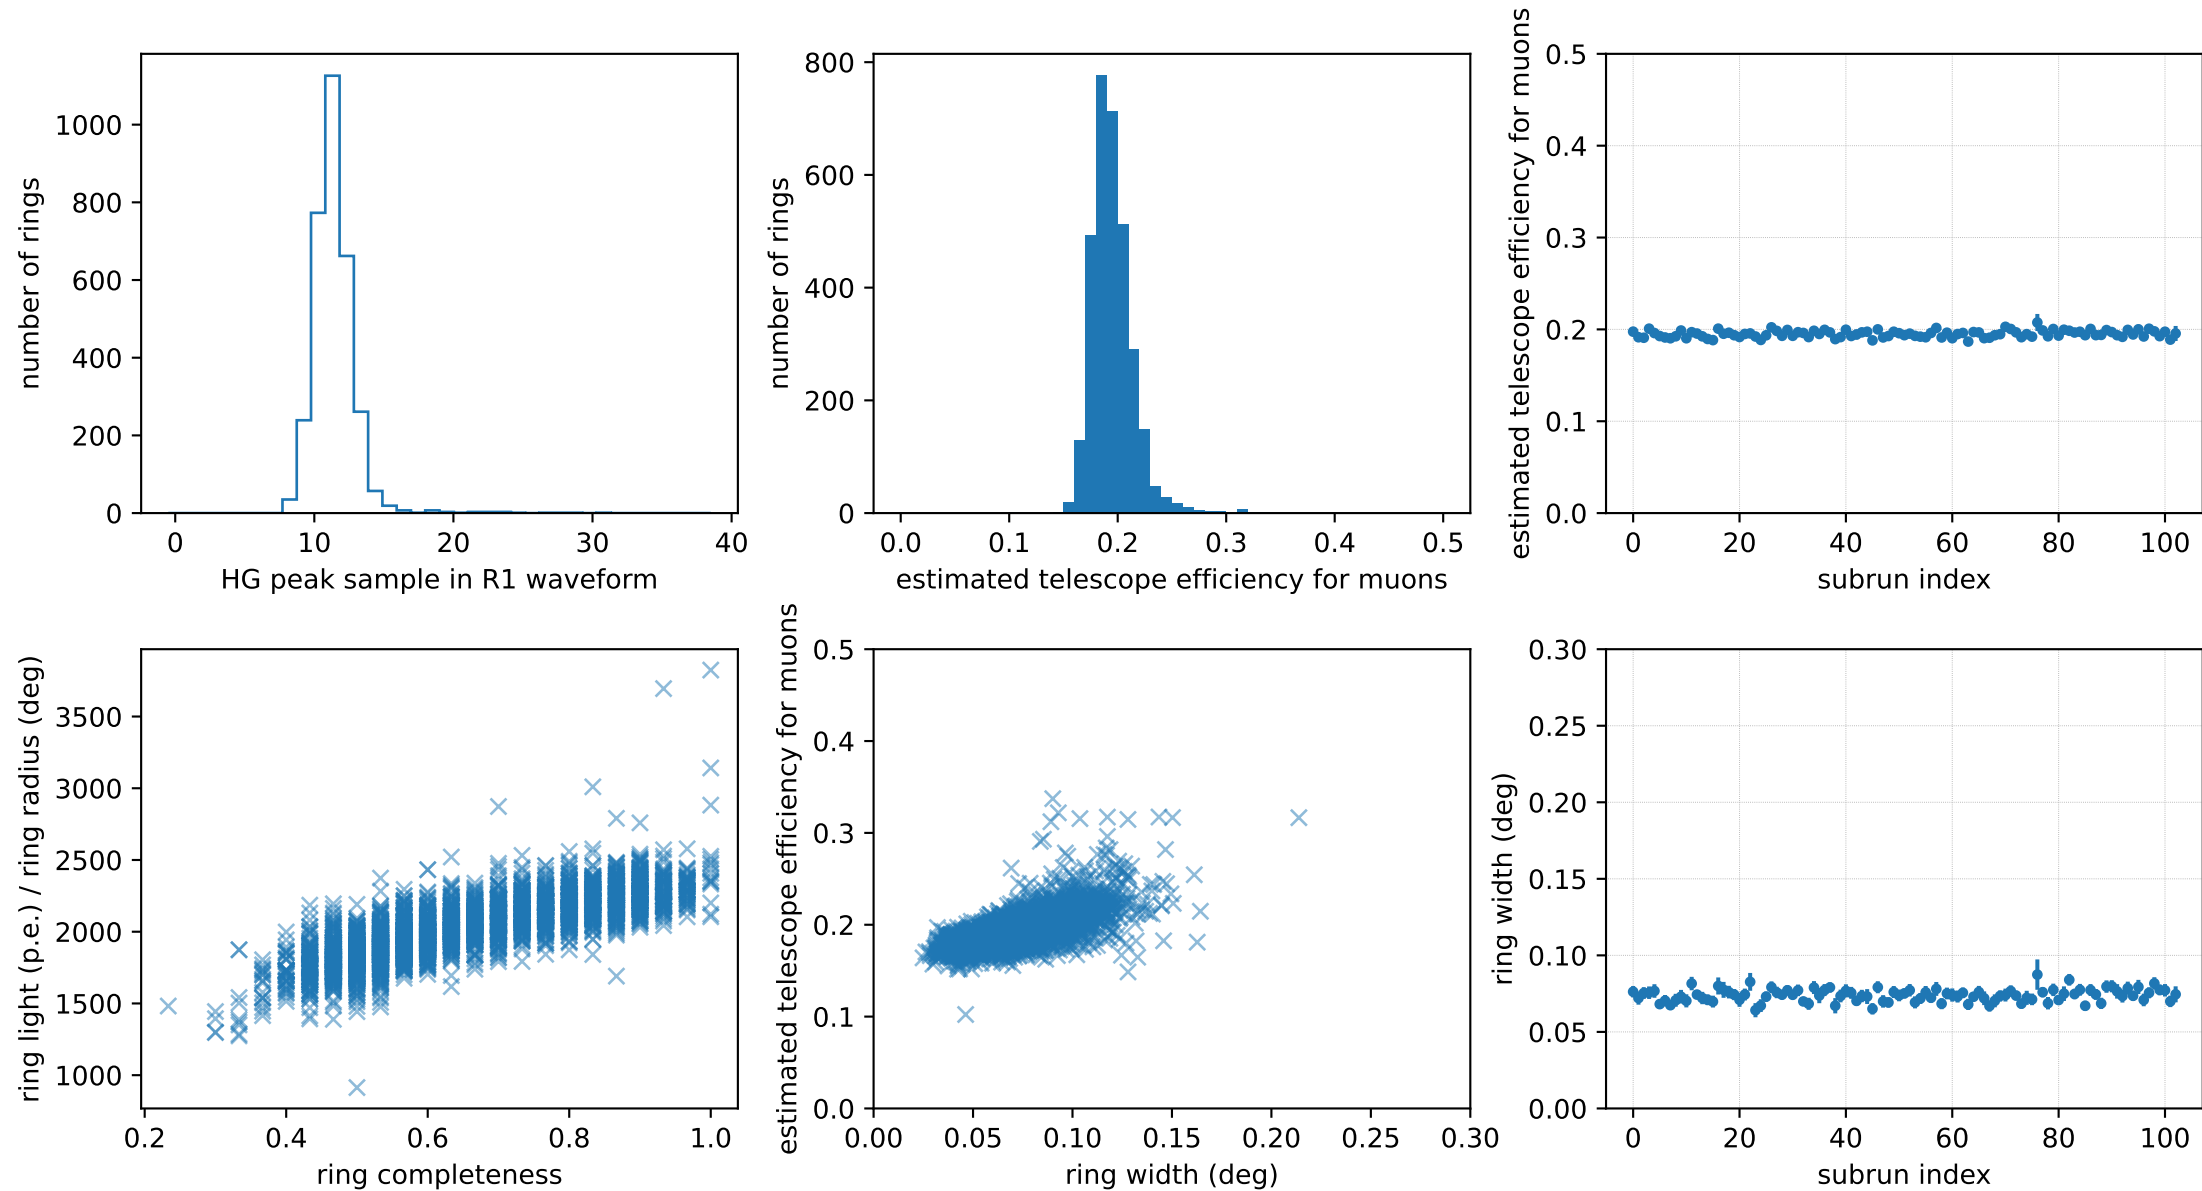 number of rings
1000
800
600
400
200
0
0 10 20 30 40
HG peak sample in R1 waveform
number of rings
800
600
400
200
0
0.0 0.1 0.2 0.3 0.4 0.5
estimated telescope efficiency for muons
estimated telescope efficiency for muons
0.5
0.4
0.3
0.2
0.1
0.0
0 20 40 60 80 100
subrun index
ring light (p.e.) / ring radius (deg)
3500
3000
2500
2000
1500
1000
0.2 0.4 0.6 0.8 1.0
ring completeness
estimated telescope efficiency for muons
0.5
0.4
0.3
0.2
0.1
0.0
0.00 0.05 0.10 0.15 0.20 0.25 0.30
ring width (deg)
ring width (deg)
0.30
0.25
0.20
0.15
0.10
0.05
0.00
0 20 40 60 80 100
subrun index